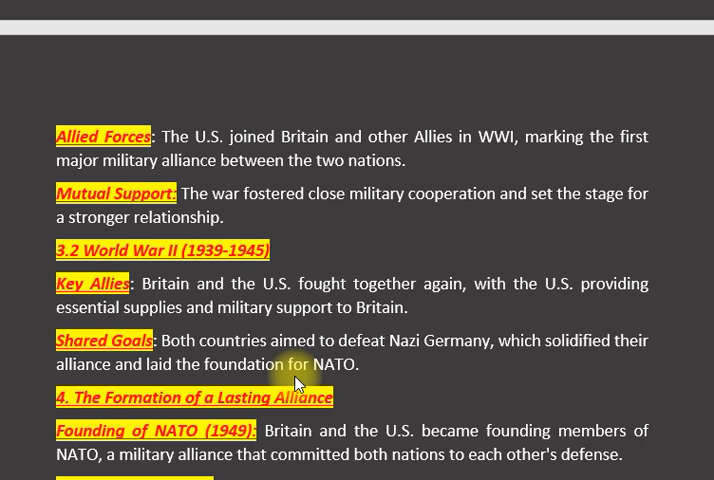 Allied Forces: The U.S. joined Britain and other Allies in WWI, marking the first
major military alliance between the two nations.
Mutual Support: The war fostered close military cooperation and set the stage for
a stronger relationship.
3.2 World War II (1939-1945)
Key Allies: Britain and the U.S. fought together again, with the U.S. providing
essential supplies and military support to Britain.
Shared Goals: Both countries aimed to defeat Nazi Germany, which solidified their
alliance and laid the foundation for NATO.
4. The Formation of a Lasting Alliance
Founding of NATO (1949): Britain and the U.S. became founding members of
NATO, a military alliance that committed both nations to each other's defense.